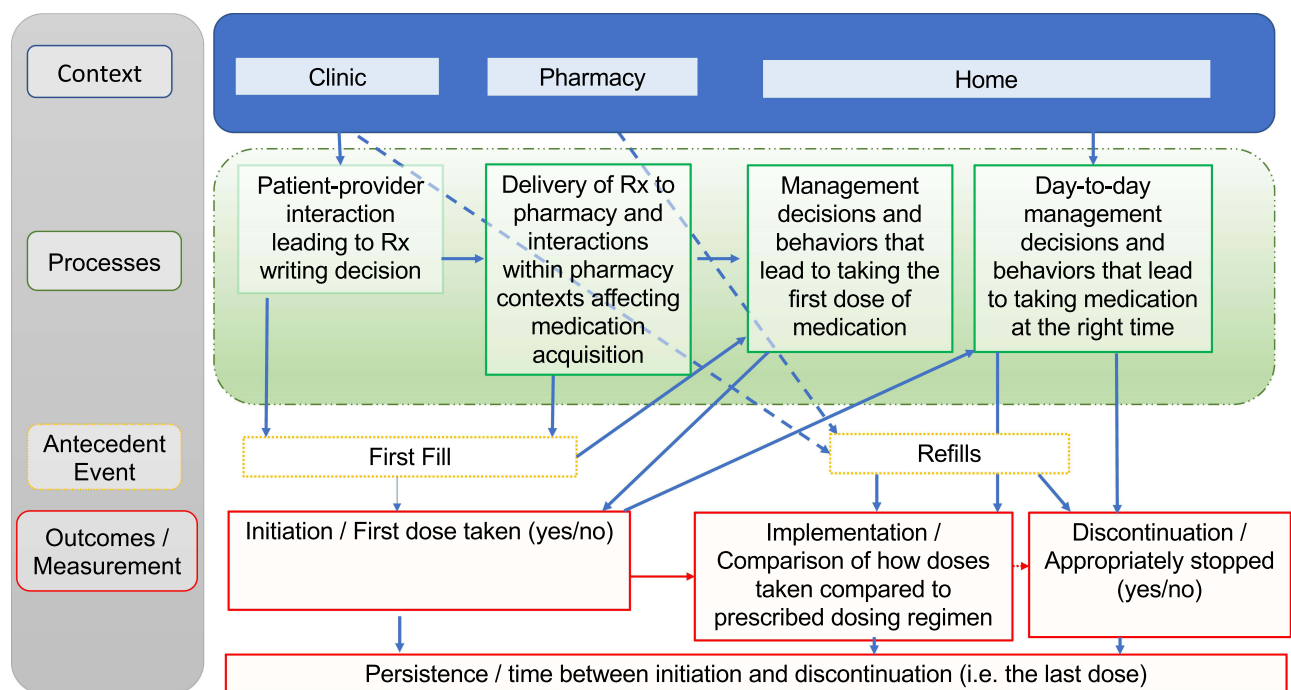 Context
Clinic
Pharmacy
Home
Processes
Patient-provider
interaction
leading to Rx
writing decision
Delivery of Rx to
pharmacy and
interactions
within pharmacy
contexts affecting
medication
acquisition
Management
decisions and
behaviors that
lead to taking the
first dose of
medication
Day-to-day
management
decisions and
behaviors that lead
to taking medication
at the right time
Antecedent
Event
First Fill
Refills
Outcomes /
Measurement
Initiation / First dose taken (yes/no)
Implementation /
Comparison of how doses
taken compared to
prescribed dosing regimen
Discontinuation /
Appropriately stopped
(yes/no)
Persistence / time between initiation and discontinuation (i.e. the last dose)